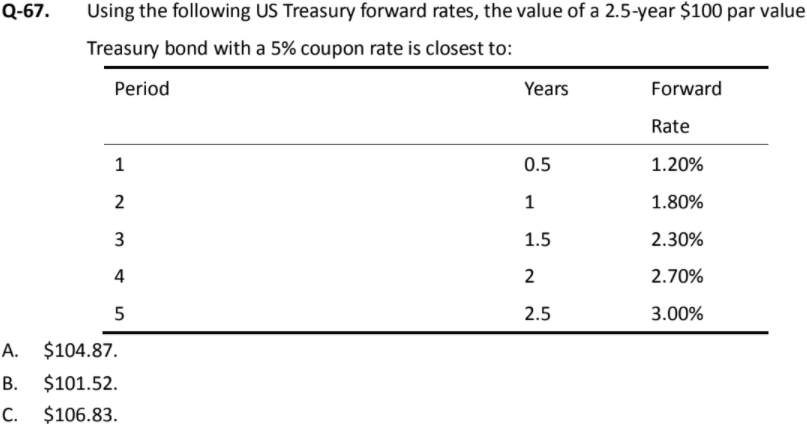 Q-67. Using the following US Treasury forward rates, the value of a 2.5-year $100 par value
Treasury bond with a 5% coupon rate is closest to:
Period Years Forward
Rate
1 0.5 1.20%
2 1 1.80%
3 1.5 2.30%
4 2 2.70%
5 2.5 3.00%
A. $104.87.
B. $101.52.
C. $106.83.